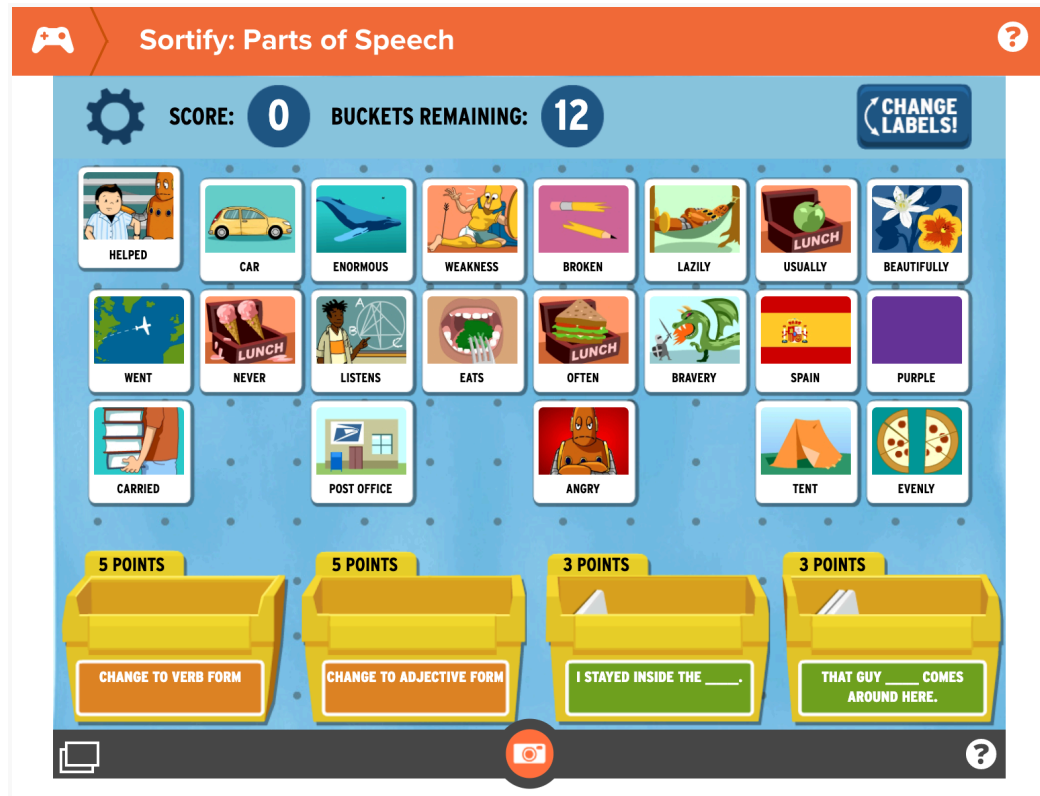 Sortify: Parts of Speech
?
SCORE: 0 BUCKETS REMAINING: 12
CHANGE
LABELS!
LUNCH
HELPED
CAR ENORMOUS WEAKNESS BROKEN LAZILY USUALLY BEAUTIFULLY
A
B
C
LUNCH LUNCH
WENT NEVER LISTENS EATS OFTEN BRAVERY SPAIN PURPLE
CARRIED POST OFFICE ANGRY TENT EVENLY
5 POINTS 5 POINTS 3 POINTS 3 POINTS
CHANGE TO VERB FORM CHANGE TO ADJECTIVE FORM I STAYED INSIDE THE ____. THAT GUY ____ COMES
AROUND HERE.
?